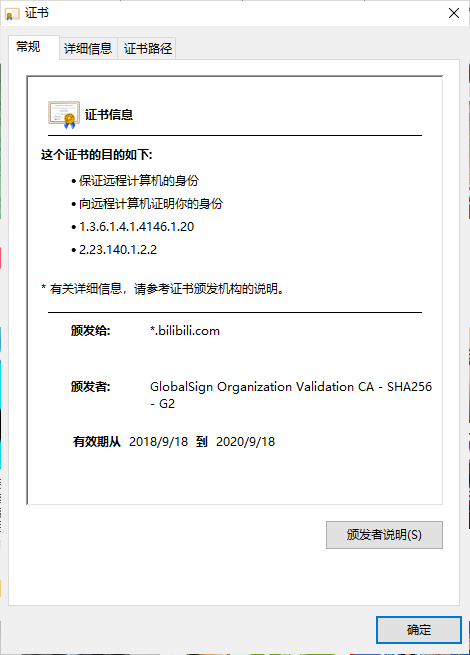 证书
常规 详细信息 证书路径
证书信息
这个证书的目的如下:
• 保证远程计算机的身份
• 向远程计算机证明你的身份
• 1.3.6.1.4.1.4146.1.20
• 2.23.140.1.2.2
* 有关详细信息，请参考证书颁发机构的说明。
颁发给: *.bilibili.com
颁发者: GlobalSign Organization Validation CA - SHA256
- G2
有效期从 2018/9/18 到 2020/9/18
颁发者说明(S)
确定